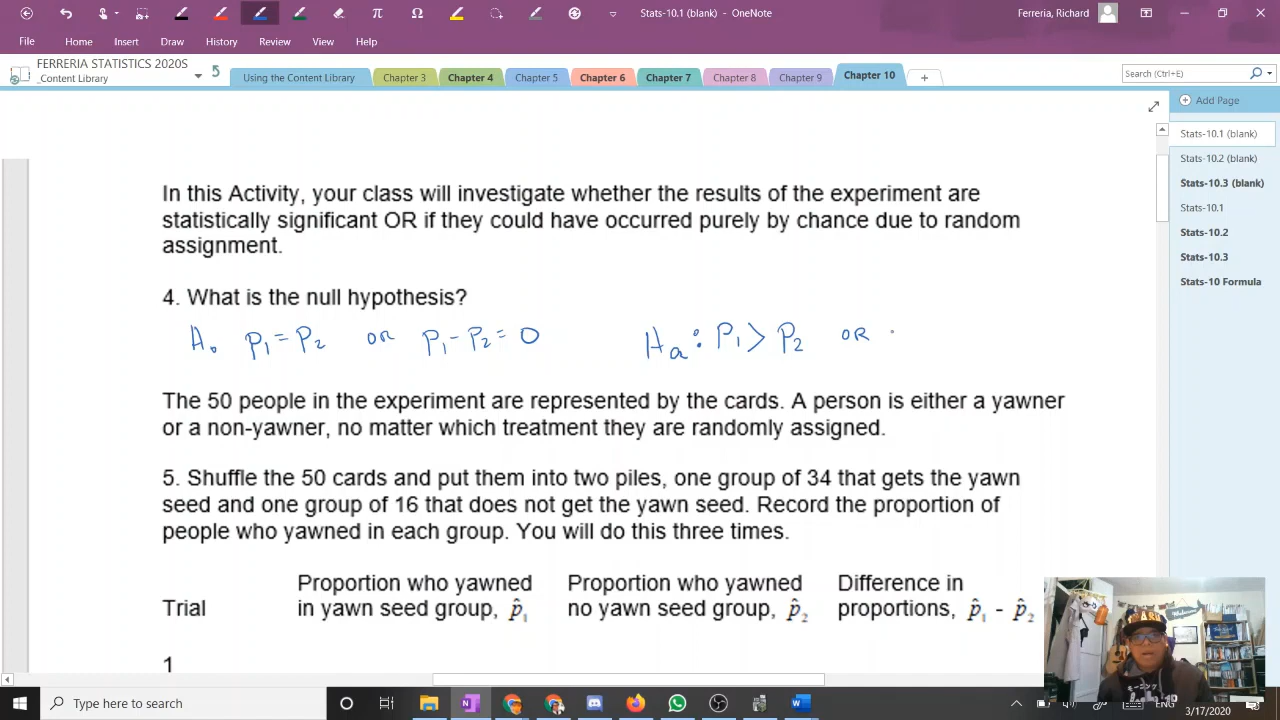 Stats-10.1 (blank) - OneNote
Ferreria, Richard
File Home Insert Draw History Review View Help
FERRERIA STATISTICS 2020S
_Content Library
Using the Content Library Chapter 3 Chapter 4 Chapter 5 Chapter 6 Chapter 7 Chapter 8 Chapter 9 Chapter 10 +
Search (Ctrl+E)
Add Page
Stats-10.1 (blank)
Stats-10.2 (blank)
Stats-10.3 (blank)
Stats-10.1
Stats-10.2
Stats-10.3
Stats-10 Formula
In this Activity, your class will investigate whether the results of the experiment are
statistically significant OR if they could have occurred purely by chance due to random
assignment.
4. What is the null hypothesis?
H₀ p₁ = p₂ OR p₁ - p₂ = 0 Hₐ: p₁ > p₂ OR
The 50 people in the experiment are represented by the cards. A person is either a yawner
or a non-yawner, no matter which treatment they are randomly assigned.
5. Shuffle the 50 cards and put them into two piles, one group of 34 that gets the yawn
seed and one group of 16 that does not get the yawn seed. Record the proportion of
people who yawned in each group. You will do this three times.
Trial
Proportion who yawned
in yawn seed group, p̂₁
Proportion who yawned
no yawn seed group, p̂₂
Difference in
proportions, p̂₁ - p̂₂
1
Type here to search
3/17/2020